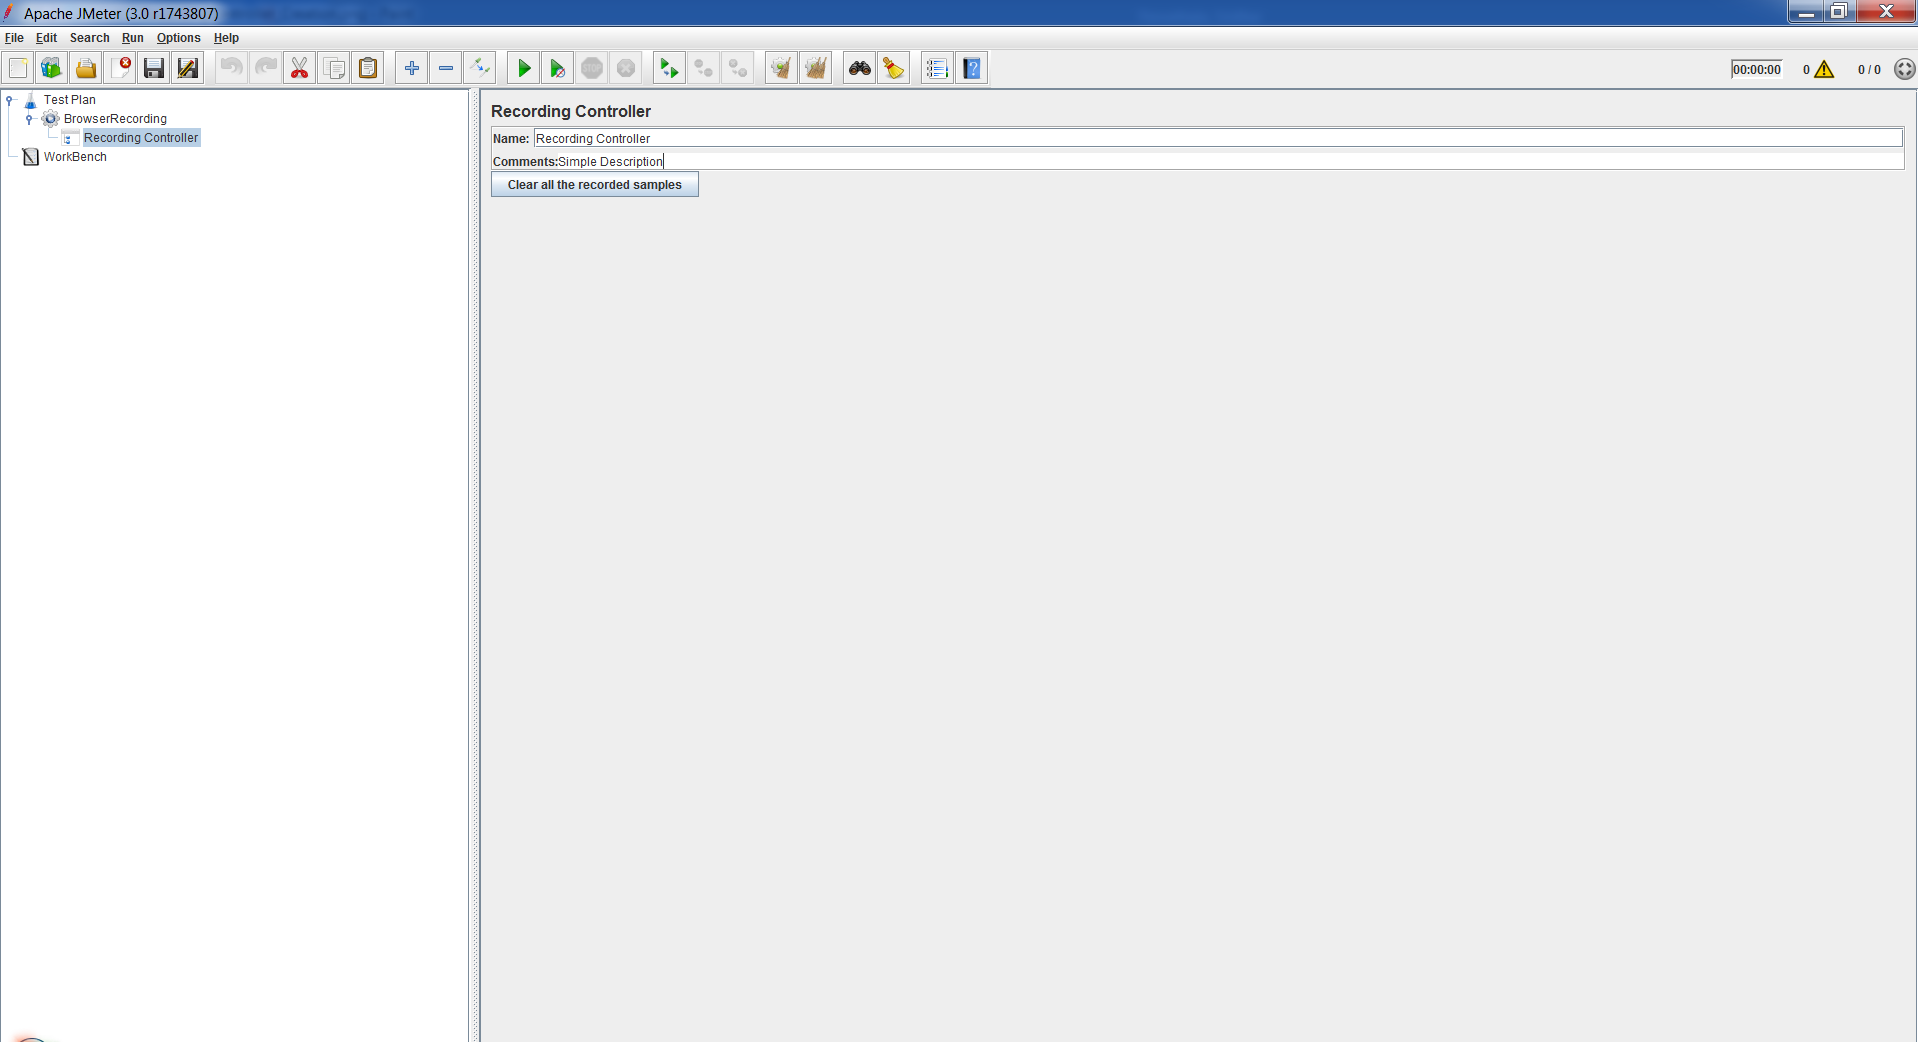 Apache JMeter (3.0 r1743807)
File Edit Search Run Options Help
STOP
00:00:00 0 0 / 0
Test Plan
BrowserRecording
Recording Controller
WorkBench
Recording Controller
Name: Recording Controller
Comments: Simple Description
Clear all the recorded samples